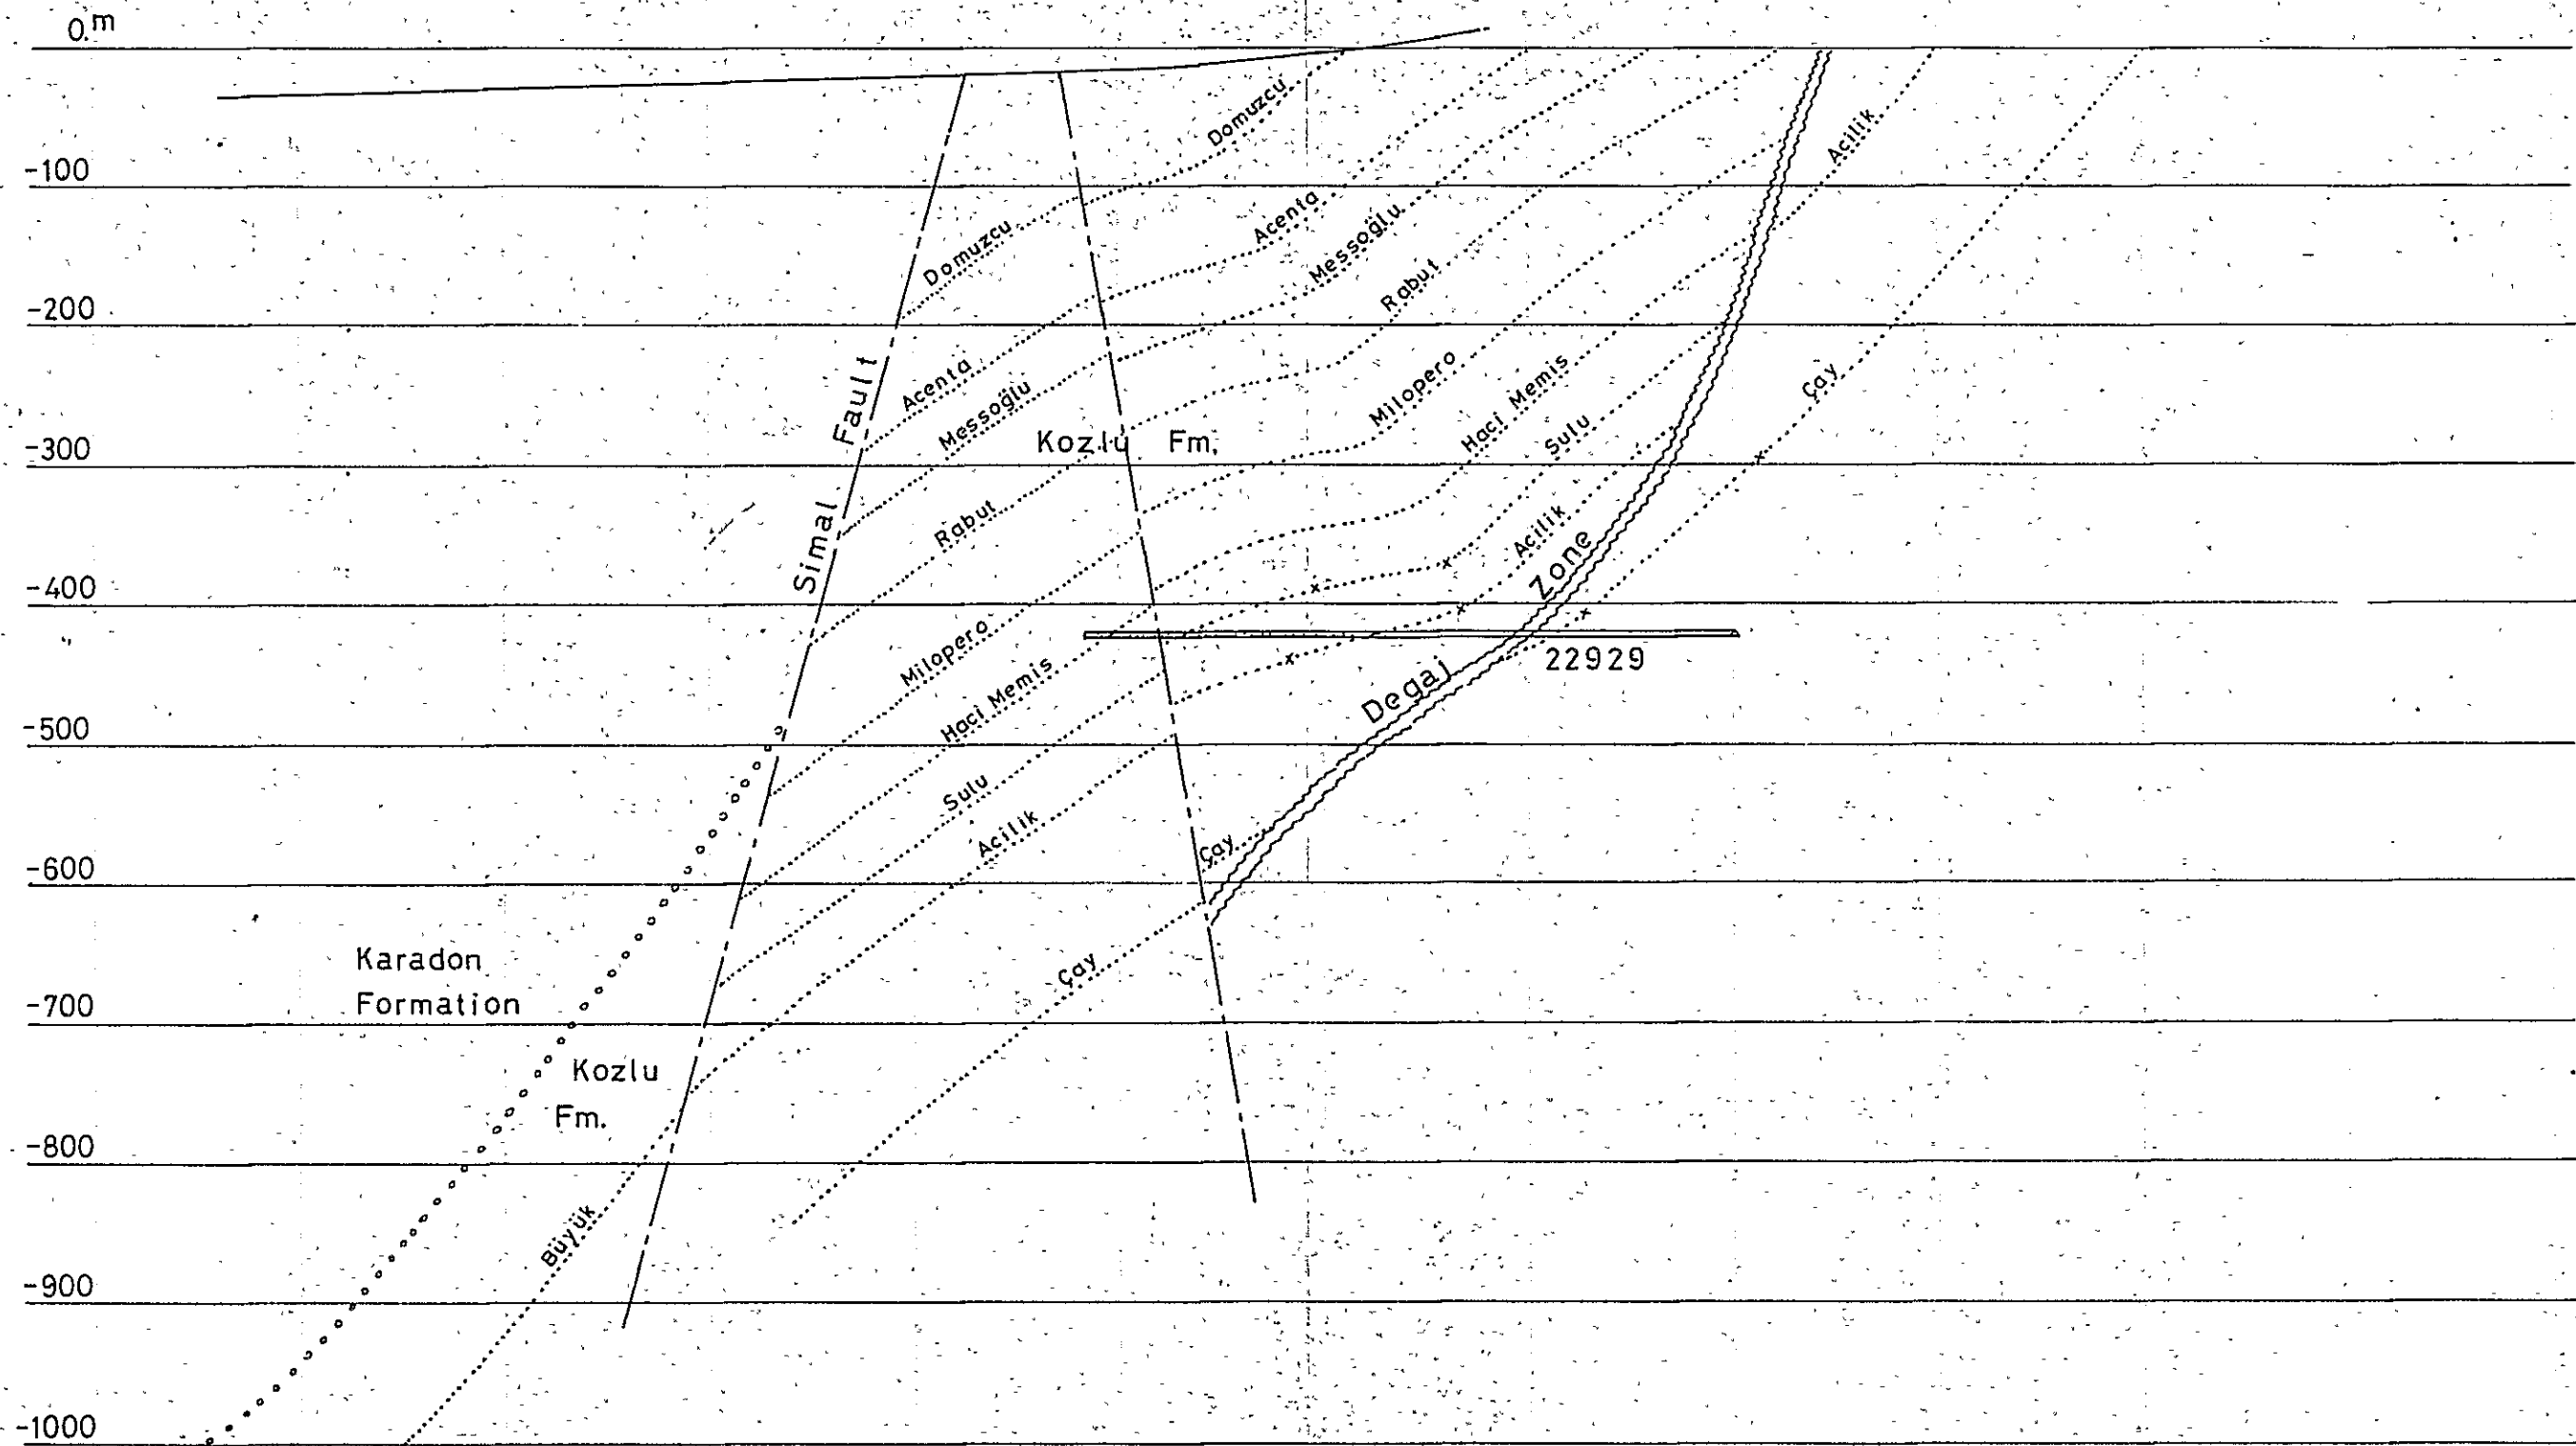 0.m
Domuzcu
Acilik
-100
Domuzcu
Acenta
Messoğlu
Rabut
-200
Simal Fault
Acenta
Messoğlu
Milopero
Haci Memis
Sulu
Çay
Kozlu Fm.
-300
Rabut
Acilik
-400
Milopero
Haci Memis
Degaj Zone
22929
-500
Sulu
Acilik
Çay
-600
Karadon
Formation
Çay
-700
Kozlu
Fm.
-800
Büyük
-900
-1000